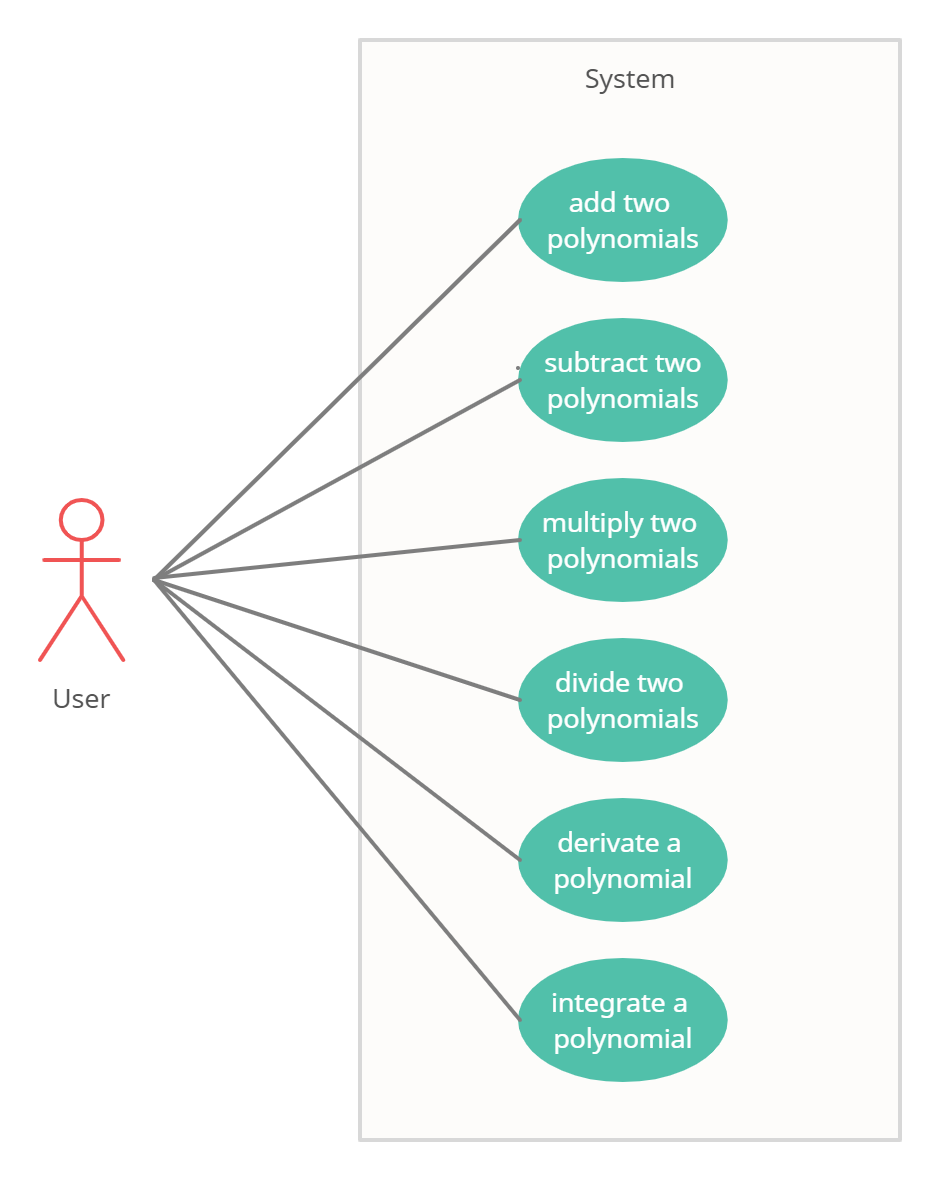 System
add two
polynomials
subtract two
polynomials
multiply two
polynomials
User
divide two
polynomials
derivate a
polynomial
integrate a
polynomial